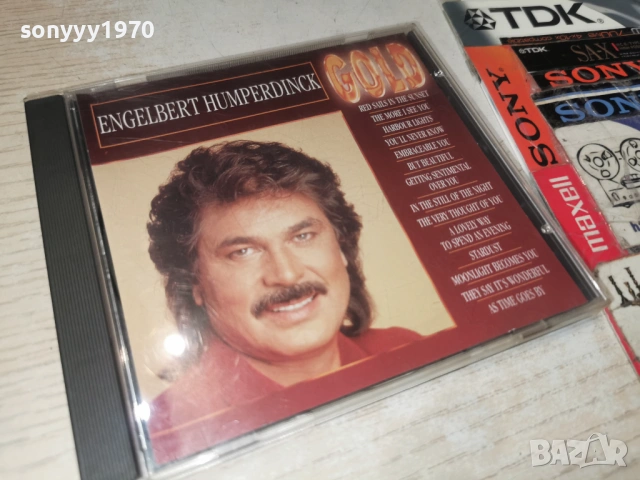 sonyyy1970
ENGELBERT HUMPERDINCK
GOLD
RED SAILS IN THE SUNSET
THE MORE I SEE YOU
HARBOUR LIGHTS
YOU'LL NEVER KNOW
EMBRACEABLE YOU
BUT BEAUTIFUL
GETTING SENTIMENTAL
OVER YOU
IN THE STILL OF THE NIGHT
THE VERY THOUGHT OF YOU
A LOVELY WAY
TO SPEND AN EVENING
STARDUST
MOONLIGHT BECOMES YOU
THEY SAY IT'S WONDERFUL
AS TIME GOES BY
TDK
TDK
SA-X
SONY
SONY
SONY
maxell
BAZAR